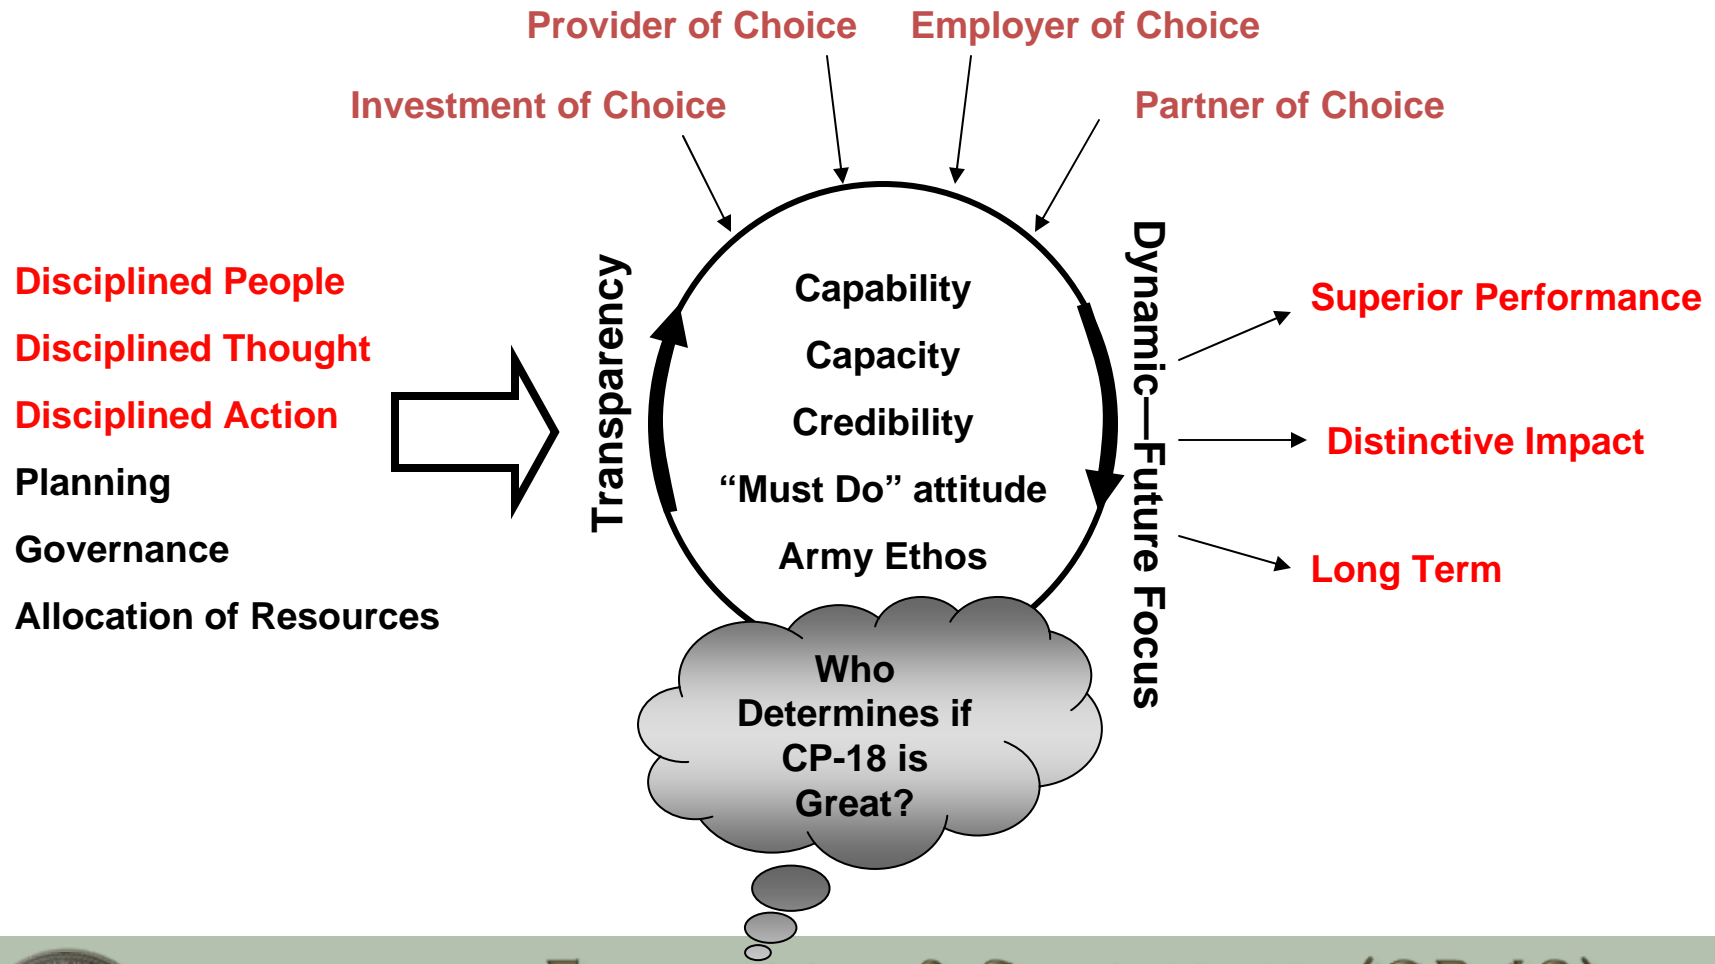 Provider of Choice
Employer of Choice
Investment of Choice
Partner of Choice
Disciplined People
Disciplined Thought
Disciplined Action
Planning
Governance
Allocation of Resources
Transparency
Capability
Capacity
Credibility
“Must Do” attitude
Army Ethos
Dynamic—Future Focus
Superior Performance
Distinctive Impact
Long Term
Who
Determines if
CP-18 is
Great?